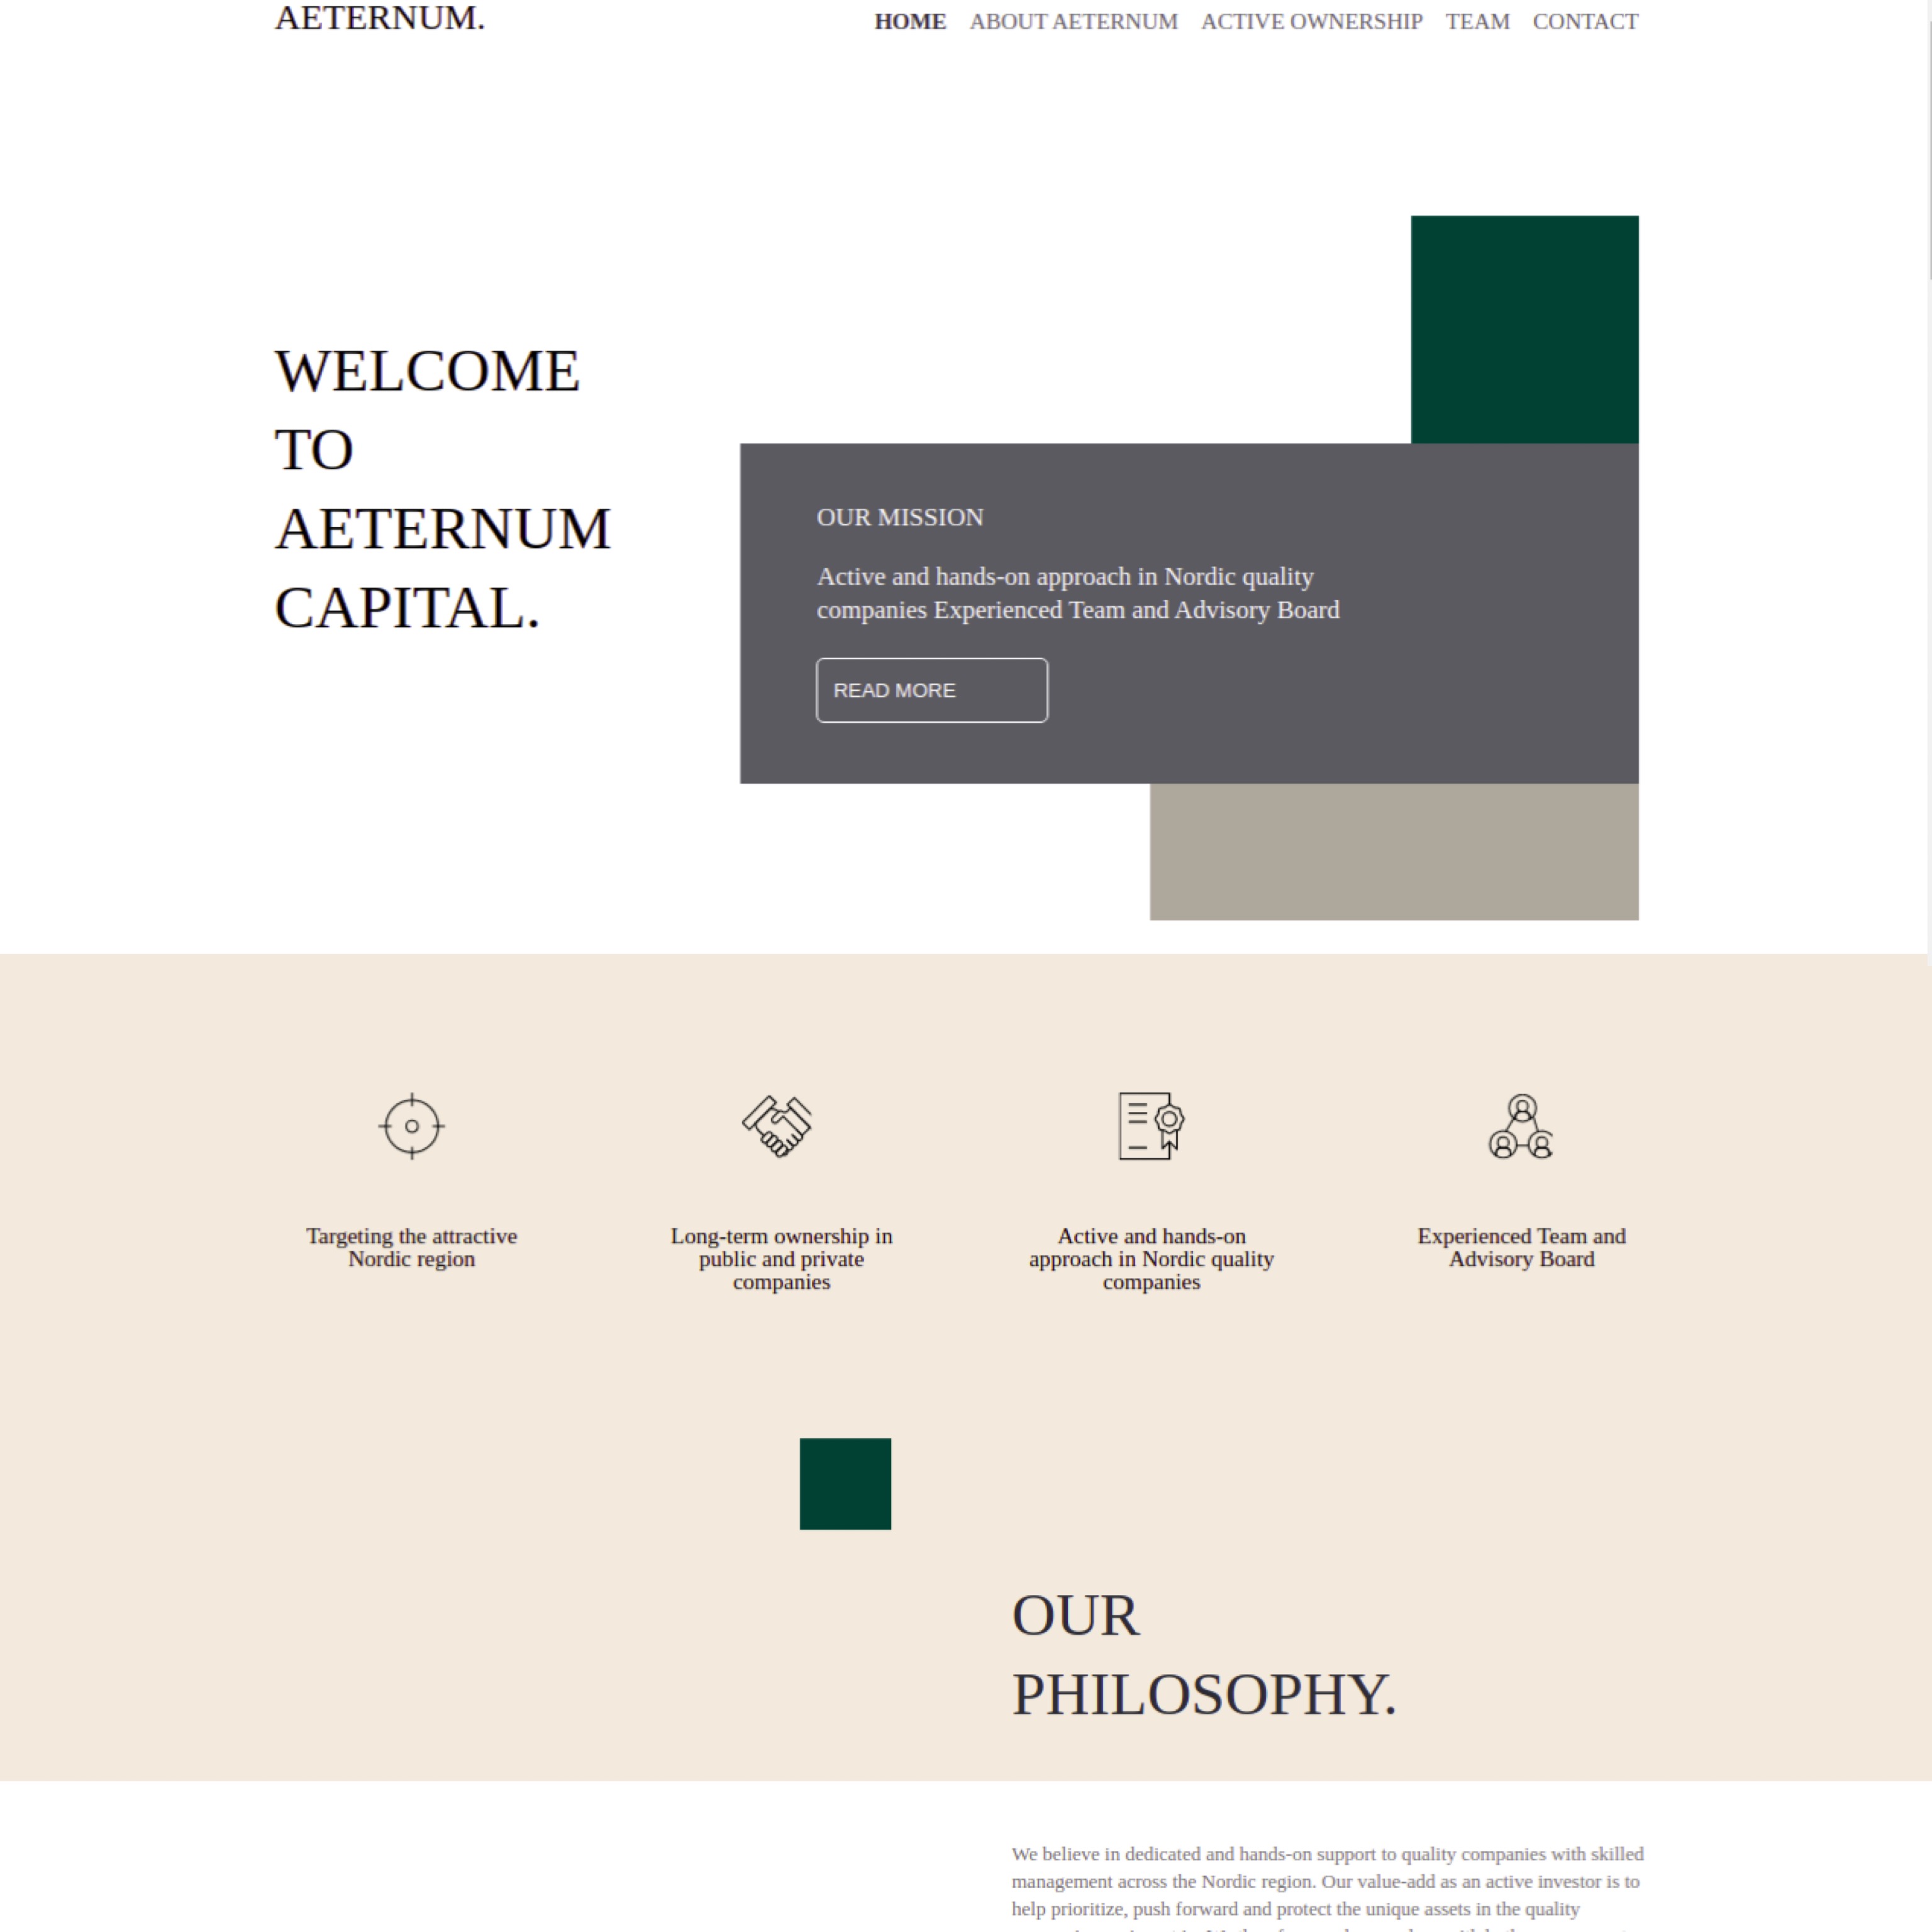 AETERNUM.
HOME ABOUT AETERNUM ACTIVE OWNERSHIP TEAM CONTACT
WELCOME
TO
AETERNUM
CAPITAL.
OUR MISSION
Active and hands-on approach in Nordic quality
companies Experienced Team and Advisory Board
READ MORE
Targeting the attractive
Nordic region
Long-term ownership in
public and private
companies
Active and hands-on
approach in Nordic quality
companies
Experienced Team and
Advisory Board
OUR
PHILOSOPHY.
We believe in dedicated and hands-on support to quality companies with skilled
management across the Nordic region. Our value-add as an active investor is to
help prioritize, push forward and protect the unique assets in the quality